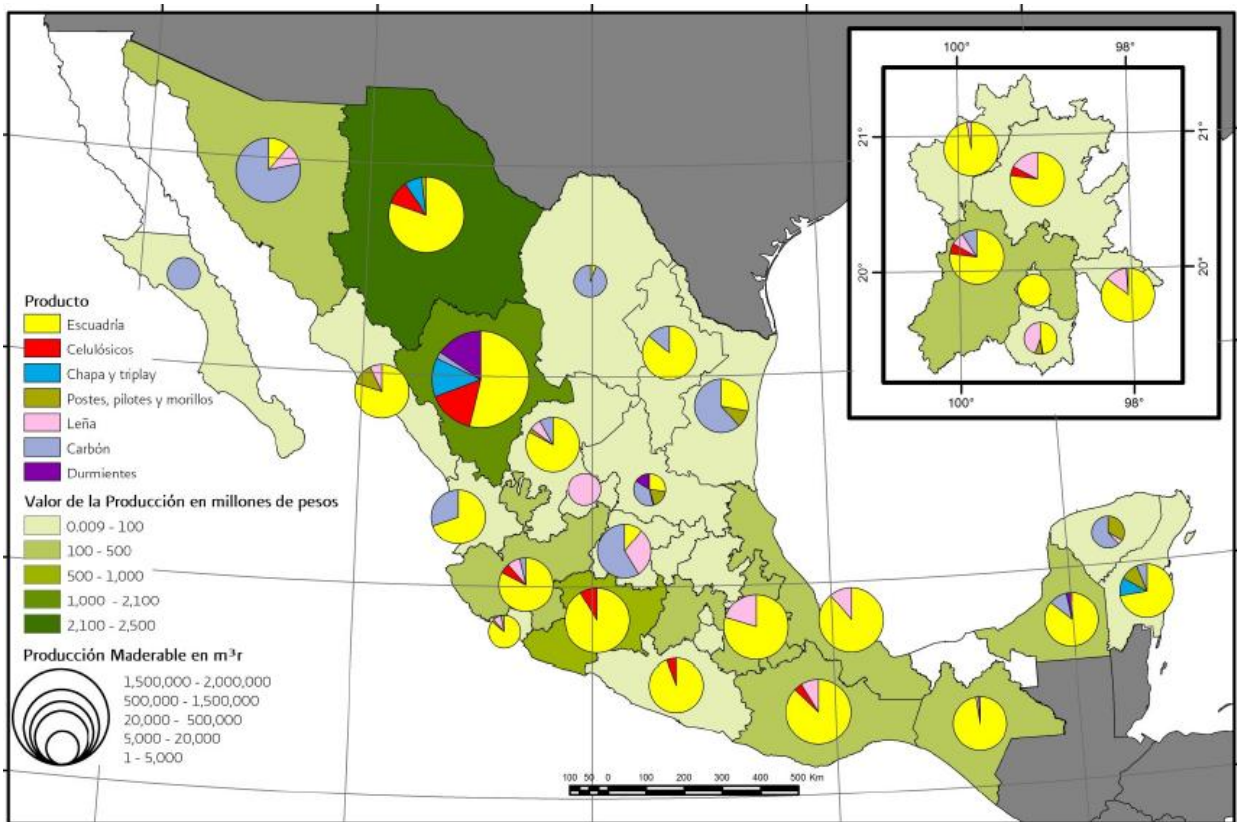 Producto
Escuadría
Celulósicos
Chapa y triplay
Postes, pilotes y morillos
Leña
Carbón
Durmientes
Valor de la Producción en millones de pesos
0.009 - 100
100 - 500
500 - 1,000
1,000 - 2,100
2,100 - 2,500
Producción Maderable en m³r
1,500,000 - 2,000,000
500,000 - 1,500,000
20,000 - 500,000
5,000 - 20,000
1 - 5,000
100 50 0 100 200 300 400 500 Km
100° 98°
21° 21°
20° 20°
100° 98°